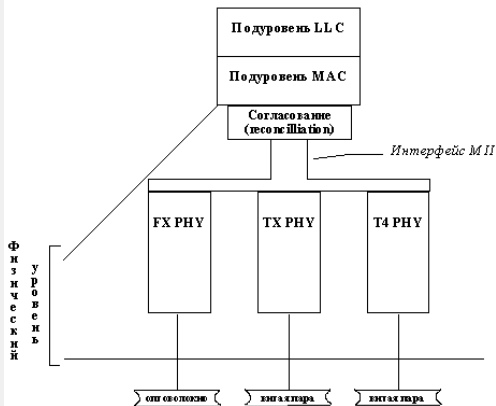 Подуровень LLC
Подуровень MAC
Согласование
(reconcilliation)
Интерфейс MII
FX PHY
TX PHY
T4 PHY
Физический
уровень
оптоволокно
витая пара
витая пара